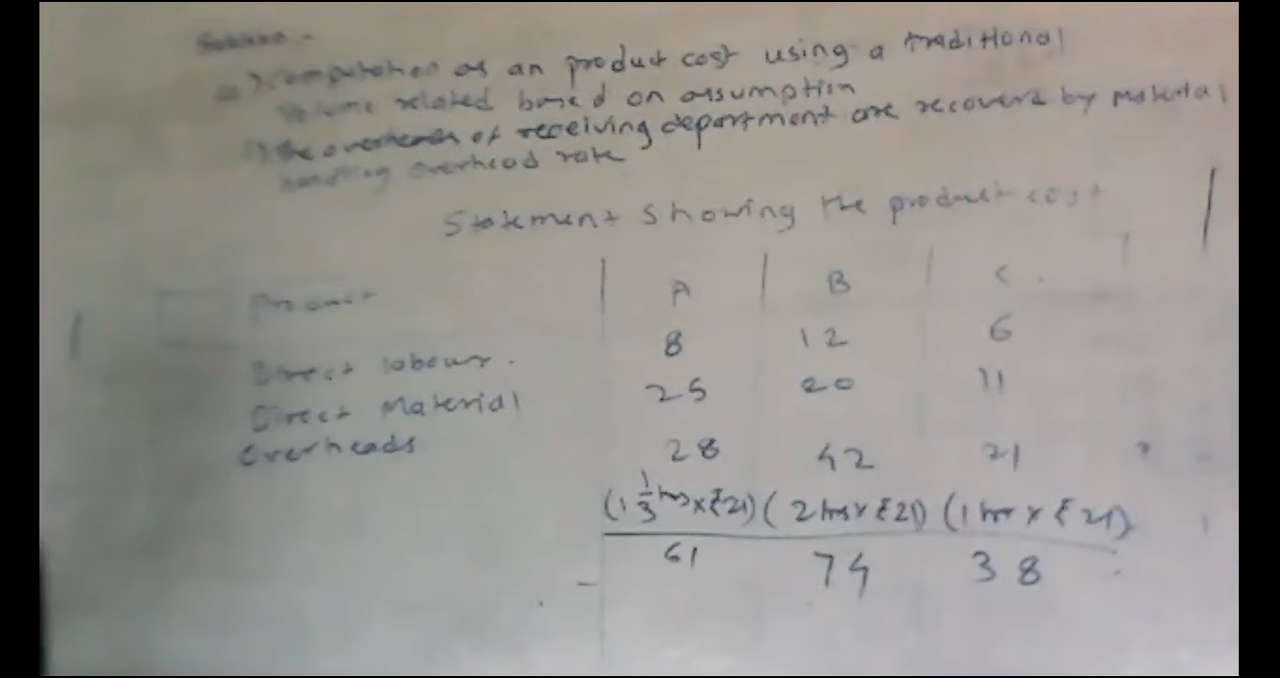 Computation of an product cost using a traditional
volume related based on assumption
the overheads of receiving department are recoverd by material
handling overhead rate
Statement showing the product cost
Product A B C
Direct labour. 8 12 6
Direct Material 25 20 11
Overheads 28 42 21
(1 1/3 hrs x ₹21) (2 hrs x ₹21) (1 hr x ₹21)
61 74 38